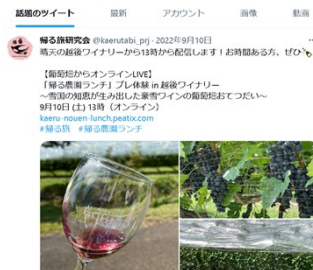 話題のツイート 最新 アカウント 画像 動画
帰る旅研究会 @kaerutabi_prj · 2022年9月10日
晴天の越後ワイナリーから13時から配信します！お時間ある方、ぜひ🍇
【葡萄畑からオンラインLIVE】
「帰る農園ランチ」プレ体験 in 越後ワイナリー
～雪国の知恵が生み出した豪雪ワインの葡萄畑おてつだい～
9月10日 (土) 13時（オンライン）
kaeru-nouen-lunch.peatix.com
#帰る旅 #帰る農園ランチ